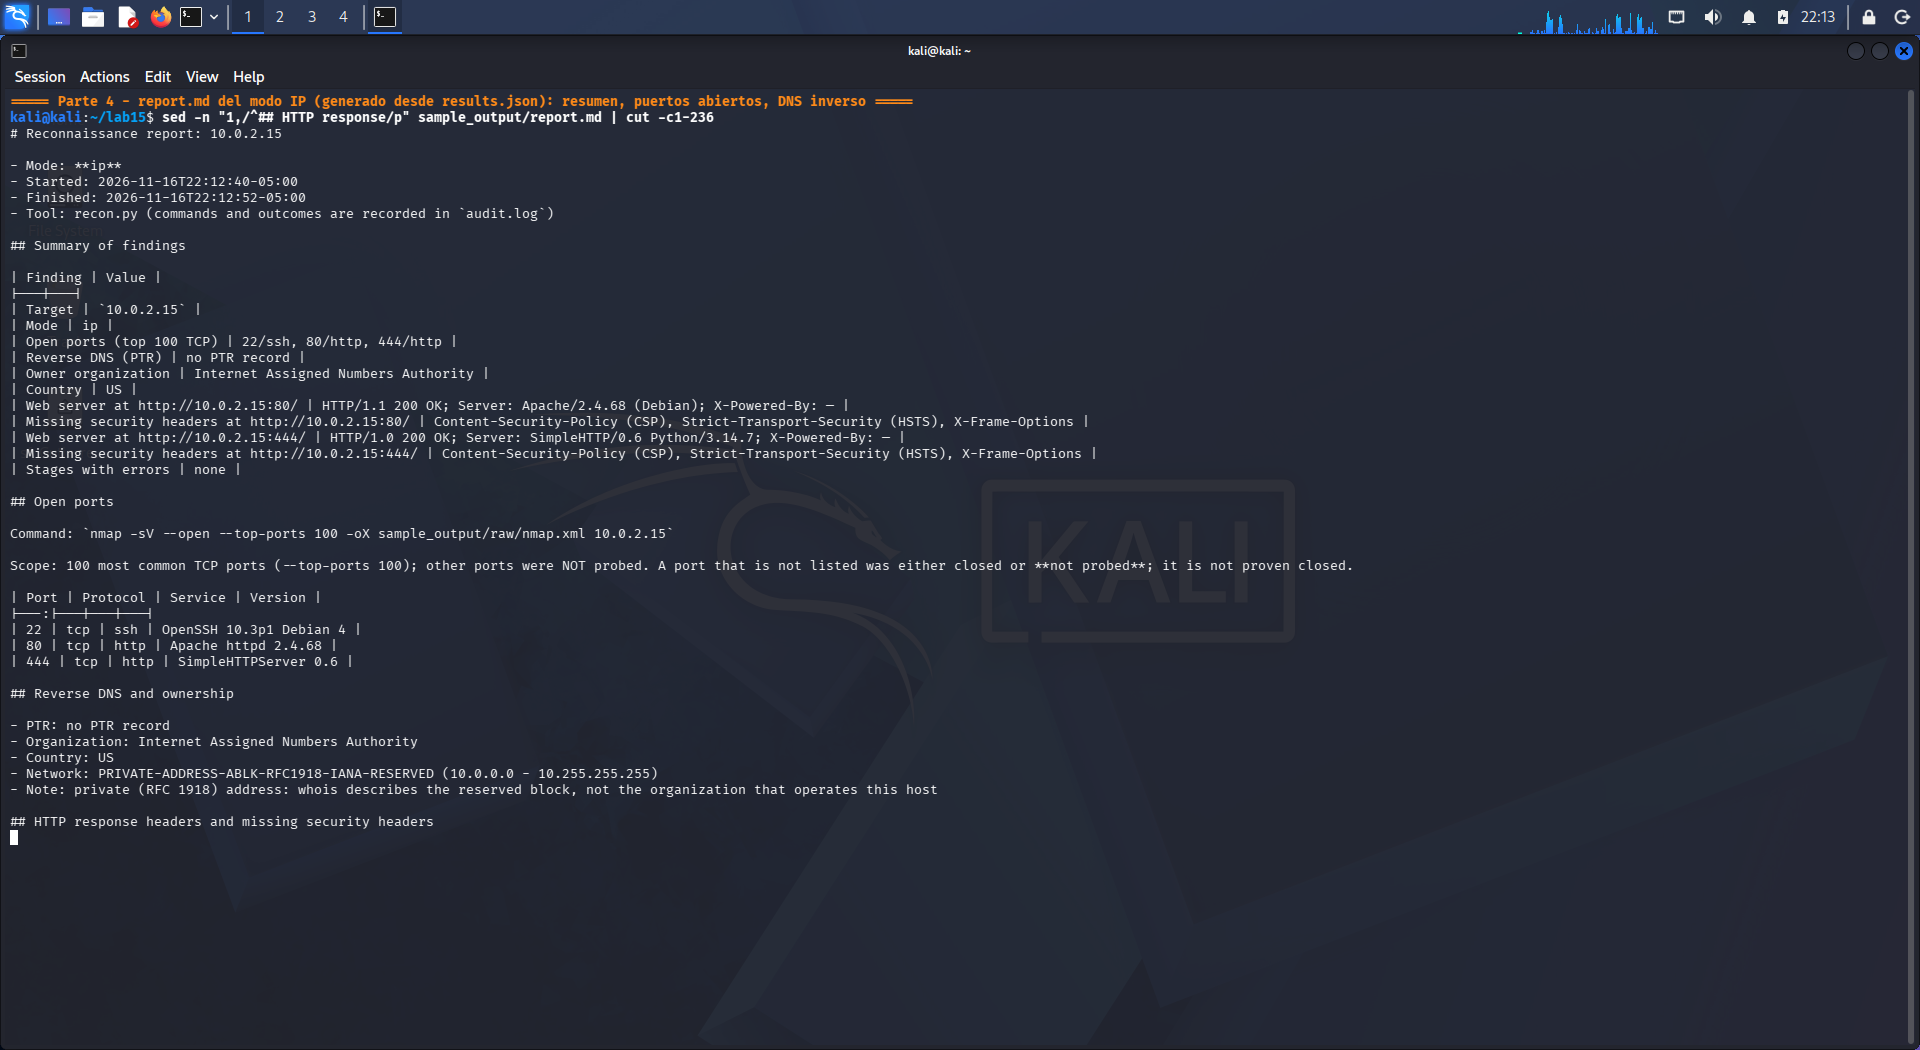 1 2 3 4 22:13
kali@kali: ~
Session Actions Edit View Help
===== Parte 4 - report.md del modo IP (generado desde results.json): resumen, puertos abiertos, DNS inverso =====
kali@kali:~/lab15$ sed -n "1,/^## HTTP response/p" sample_output/report.md | cut -c1-236
# Reconnaissance report: 10.0.2.15
- Mode: **ip**
- Started: 2026-11-16T22:12:40-05:00
- Finished: 2026-11-16T22:12:52-05:00
- Tool: recon.py (commands and outcomes are recorded in `audit.log`)
File System
## Summary of findings
| Finding | Value |
|---|---|
| Target | `10.0.2.15` |
| Mode | ip |
| Open ports (top 100 TCP) | 22/ssh, 80/http, 444/http |
| Reverse DNS (PTR) | no PTR record |
| Owner organization | Internet Assigned Numbers Authority |
| Country | US |
| Web server at http://10.0.2.15:80/ | HTTP/1.1 200 OK; Server: Apache/2.4.68 (Debian); X-Powered-By: — |
| Missing security headers at http://10.0.2.15:80/ | Content-Security-Policy (CSP), Strict-Transport-Security (HSTS), X-Frame-Options |
| Web server at http://10.0.2.15:444/ | HTTP/1.0 200 OK; Server: SimpleHTTP/0.6 Python/3.14.7; X-Powered-By: — |
| Missing security headers at http://10.0.2.15:444/ | Content-Security-Policy (CSP), Strict-Transport-Security (HSTS), X-Frame-Options |
| Stages with errors | none |
## Open ports
Command: `nmap -sV --open --top-ports 100 -oX sample_output/raw/nmap.xml 10.0.2.15`
Scope: 100 most common TCP ports (--top-ports 100); other ports were NOT probed. A port that is not listed was either closed or **not probed**; it is not proven closed.
| Port | Protocol | Service | Version |
|---:|---|---|---|
| 22 | tcp | ssh | OpenSSH 10.3p1 Debian 4 |
| 80 | tcp | http | Apache httpd 2.4.68 |
| 444 | tcp | http | SimpleHTTPServer 0.6 |
KALI
## Reverse DNS and ownership
- PTR: no PTR record
- Organization: Internet Assigned Numbers Authority
- Country: US
- Network: PRIVATE-ADDRESS-ABLK-RFC1918-IANA-RESERVED (10.0.0.0 - 10.255.255.255)
- Note: private (RFC 1918) address: whois describes the reserved block, not the organization that operates this host
## HTTP response headers and missing security headers